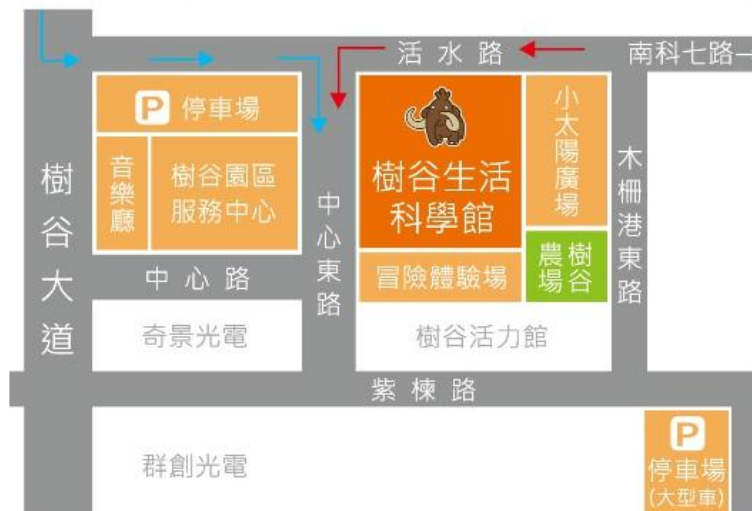 活水路
南科七路
P 停車場
小太陽廣場
音樂廳
樹谷園區
服務中心
樹谷生活
科學館
樹谷大道
中心東路
木柵港東路
中心路
冒險體驗場
樹谷
農場
奇景光電
樹谷活力館
紫楝路
群創光電
P
停車場
(大型車)